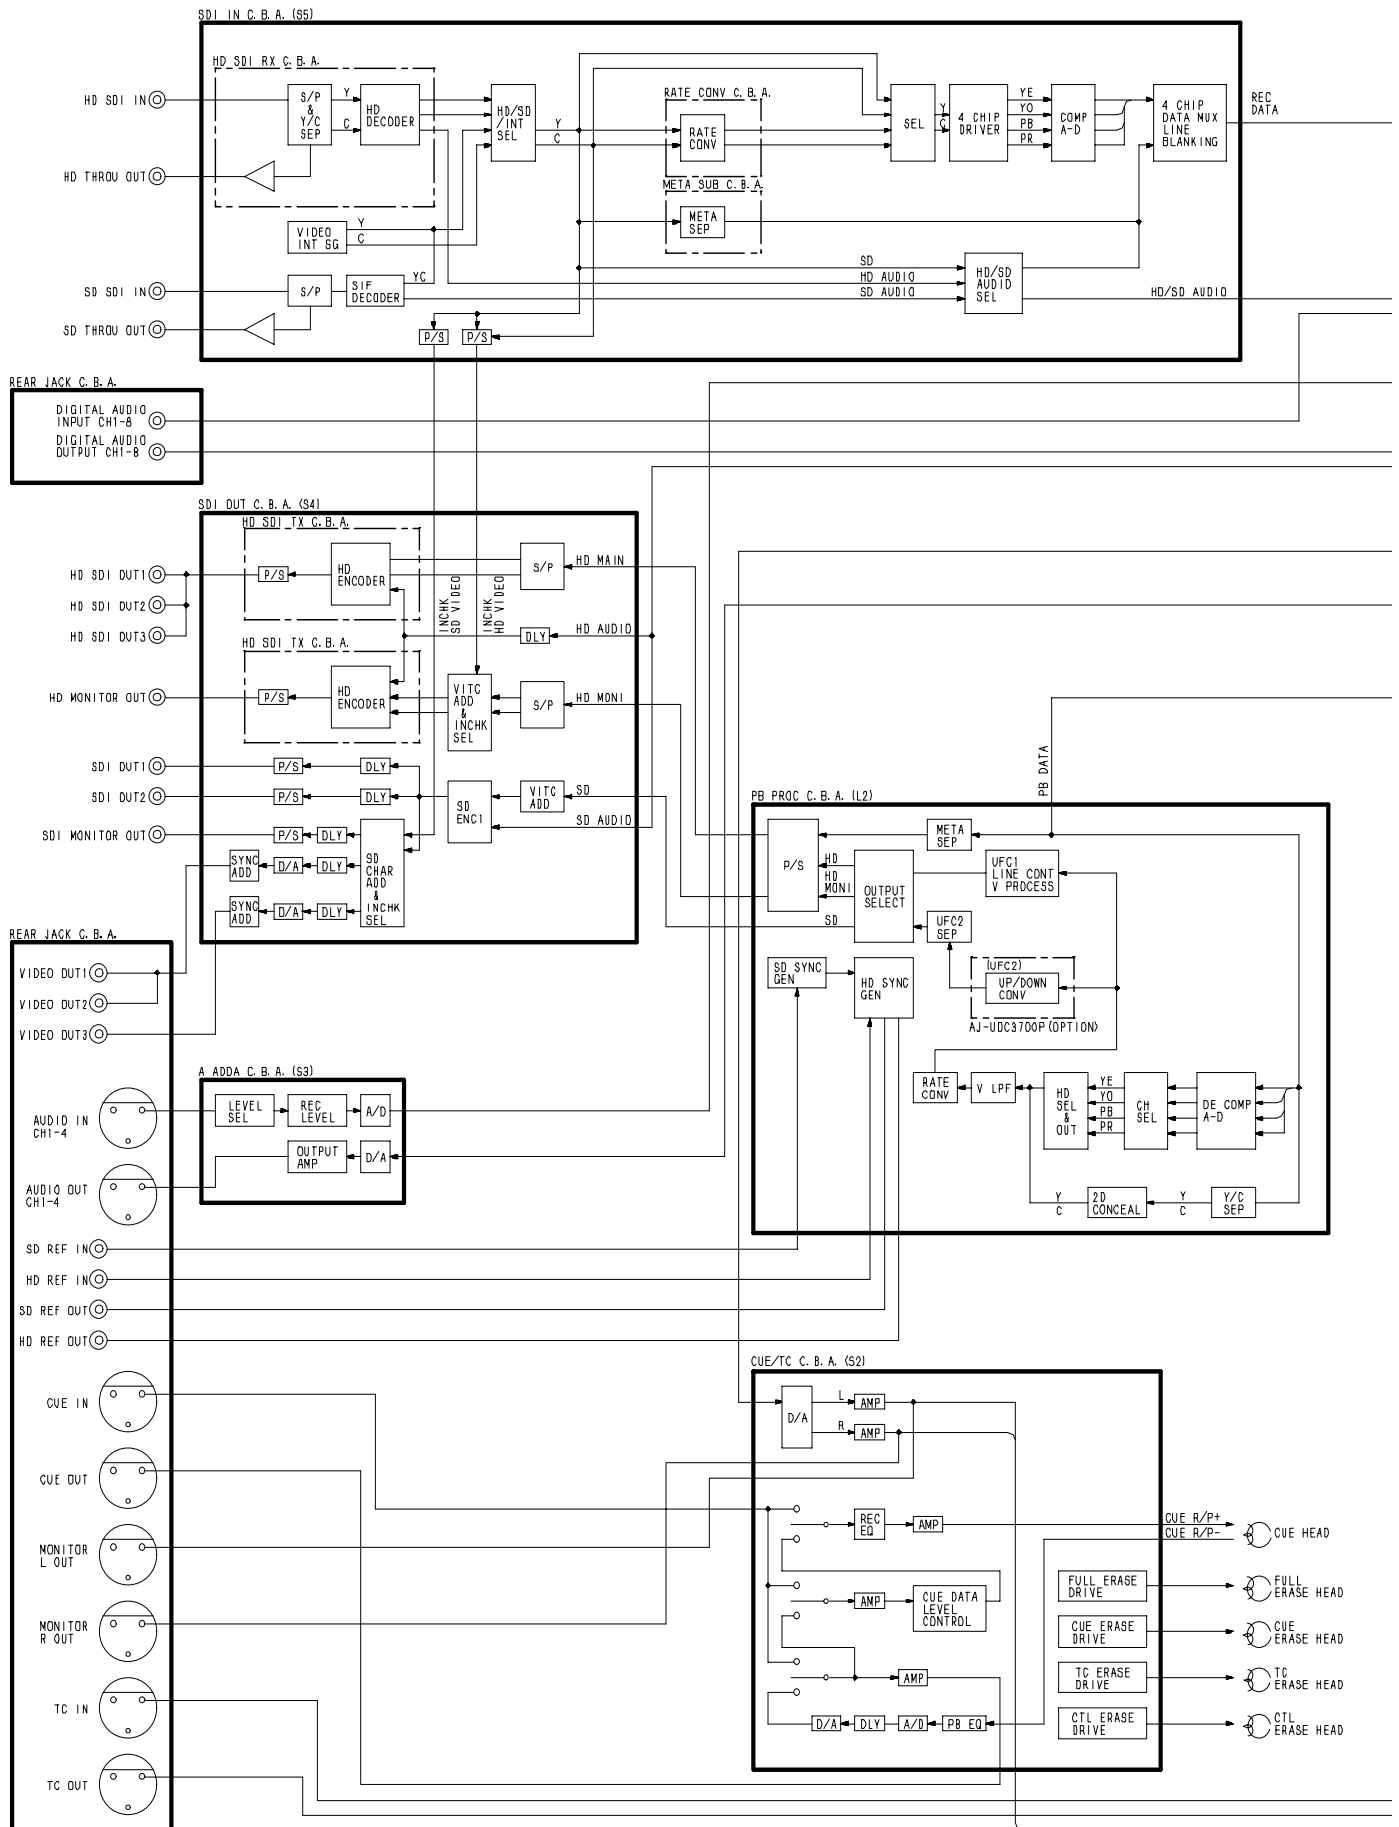 SDI IN C.B.A. (S5)
HD SDI RX C.B.A.
HD SDI IN
S/P
&
Y/C
SEP
Y
C
HD
DECODER
HD/SD
/INT
SEL
Y
C
RATE CONV C.B.A.
RATE
CONV
META SUB C.B.A.
META
SEP
SEL
Y
C
4 CHIP
DRIVER
YE
YO
PB
PR
COMP
A-D
4 CHIP
DATA MUX
LINE
BLANKING
REC
DATA
HD THROU OUT
VIDEO
INT SG
Y
C
SD SDI IN
S/P
SIF
DECODER
YC
SD
HD AUDIO
SD AUDIO
HD/SD
AUDIO
SEL
HD/SD AUDIO
SD THROU OUT
P/S
P/S
REAR JACK C.B.A.
DIGITAL AUDIO
INPUT CH1-8
DIGITAL AUDIO
OUTPUT CH1-8
SDI OUT C.B.A. (S4)
HD SDI TX C.B.A.
HD SDI OUT1
HD SDI OUT2
HD SDI OUT3
P/S
HD
ENCODER
S/P
HD MAIN
INCHK
SD VIDEO
INCHK
HD VIDEO
DLY
HD AUDIO
HD SDI TX C.B.A.
HD MONITOR OUT
P/S
HD
ENCODER
VITC
ADD
&
INCHK
SEL
S/P
HD MONI
SDI OUT1
P/S
DLY
SDI OUT2
P/S
DLY
SD
ENC1
VITC
ADD
SD
SD AUDIO
SDI MONITOR OUT
P/S
DLY
SD
CHAR
ADD
&
INCHK
SEL
SYNC
ADD
D/A
DLY
SYNC
ADD
D/A
DLY
PB DATA
PB PROC C.B.A. (L2)
P/S
META
SEP
HD
HD
MONI
SD
OUTPUT
SELECT
UFC1
LINE CONT
V PROCESS
UFC2
SEP
(UFC2)
UP/DOWN
CONV
AJ-UDC3700P(OPTION)
SD SYNC
GEN
HD SYNC
GEN
RATE
CONV
V LPF
HD
SEL
&
OUT
YE
YO
PB
PR
CH
SEL
DE COMP
A-D
Y
C
2D
CONCEAL
Y
C
Y/C
SEP
REAR JACK C.B.A.
VIDEO OUT1
VIDEO OUT2
VIDEO OUT3
A ADDA C.B.A. (S3)
LEVEL
SEL
REC
LEVEL
A/D
OUTPUT
AMP
D/A
AUDIO IN
CH1-4
AUDIO OUT
CH1-4
SD REF IN
HD REF IN
SD REF OUT
HD REF OUT
CUE IN
CUE OUT
MONITOR
L OUT
MONITOR
R OUT
TC IN
TC OUT
CUE/TC C.B.A. (S2)
D/A
L
AMP
R
AMP
REC
EQ
AMP
CUE R/P+
CUE R/P-
CUE HEAD
AMP
CUE DATA
LEVEL
CONTROL
FULL ERASE
DRIVE
FULL
ERASE HEAD
CUE ERASE
DRIVE
CUE
ERASE HEAD
AMP
TC ERASE
DRIVE
TC
ERASE HEAD
D/A
DLY
A/D
PB EQ
CTL ERASE
DRIVE
CTL
ERASE HEAD